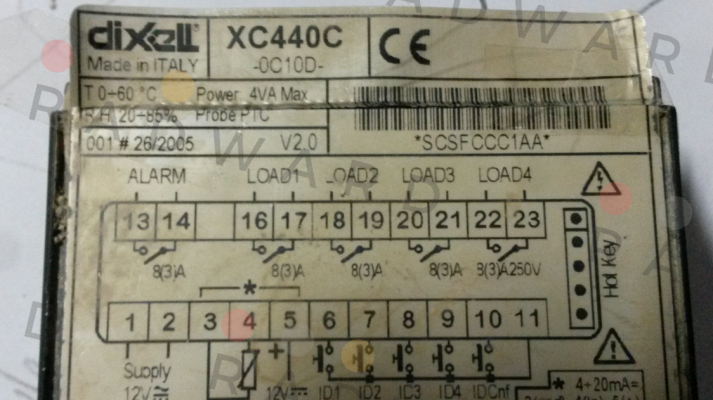 dixell XC440C CE
Made in ITALY -0C10D-
T 0÷60 °C Power: 4VA Max
R.H. 20÷85% Probe PTC
001 # 26/2005 V2.0 *SCSFCCC1AA*
ALARM LOAD1 LOAD2 LOAD3 LOAD4
13 14 16 17 18 19 20 21 22 23
8(3)A 8(3)A 8(3)A 8(3)A 8(3)A 250V
Hot Key
*
1 2 3 4 5 6 7 8 9 10 11
Supply + * 4÷20mA=
12V 12V ID1 ID2 ID3 ID4 IDCnf
RADWARD
RADWARD